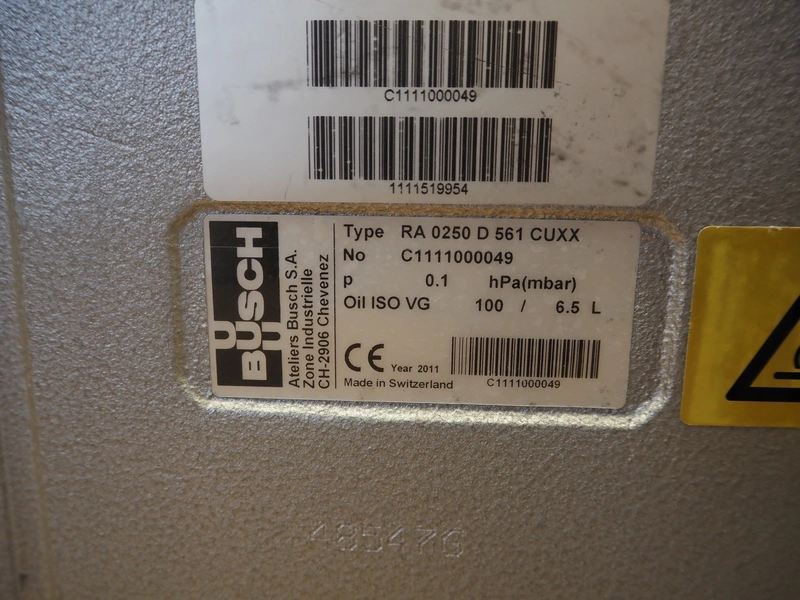 C1111000049
1111519954
BUSCH
Ateliers Busch S.A.
Zone Industrielle
CH-2906 Chevenez
Type RA 0250 D 561 CUXX
No C1111000049
p 0.1 hPa(mbar)
Oil ISO VG 100 / 6.5 L
CE Year 2011
Made in Switzerland
C1111000049